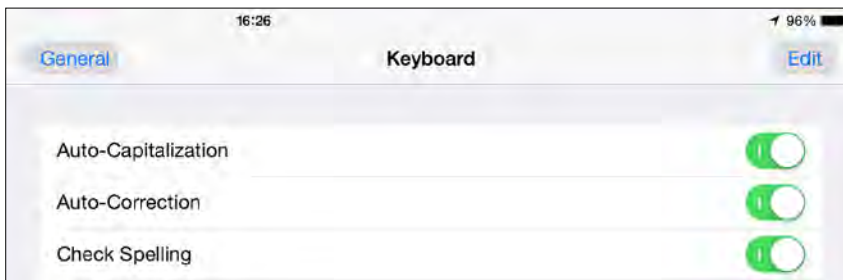 16:26 96%
General Keyboard Edit
Auto-Capitalization
Auto-Correction
Check Spelling